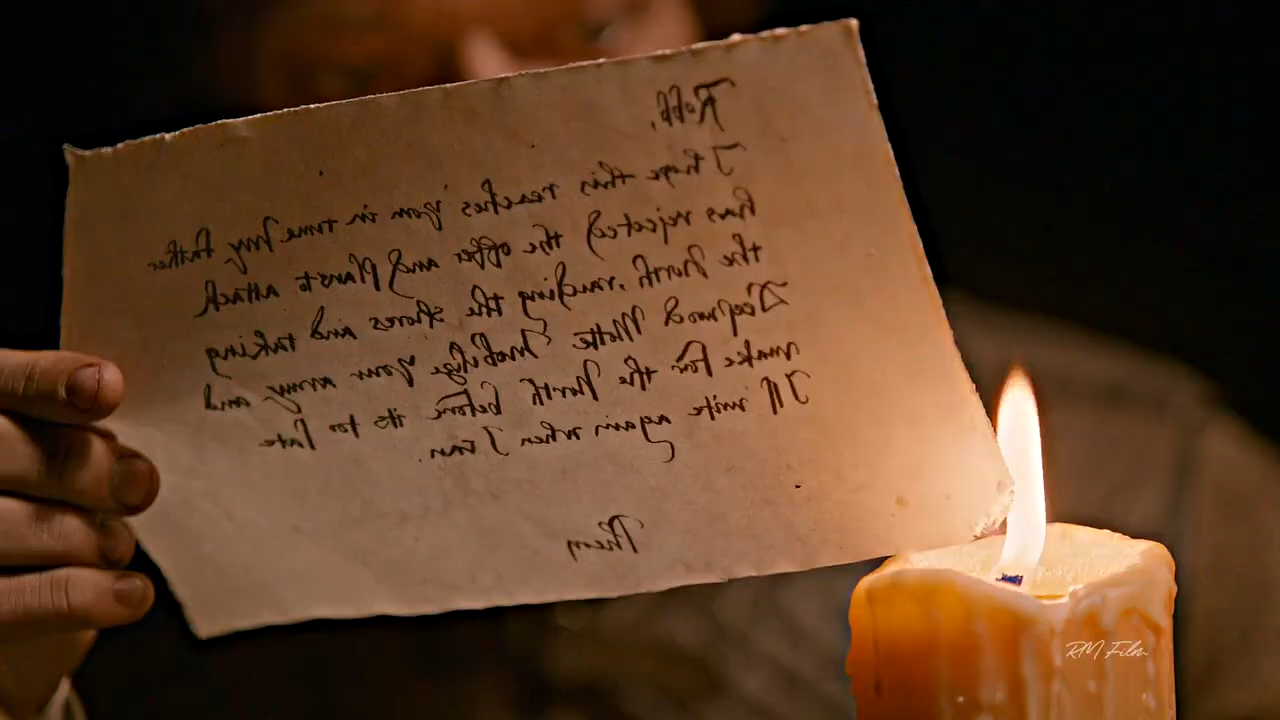 Robb,
I hope this reaches you in time My father
has rejected the offer and Plans to attack
the North, raiding the shores and taking
Deepwood Motte Mobilize your army and
make for the North before its too late
I'll write again when I can.
Theon
RM Film